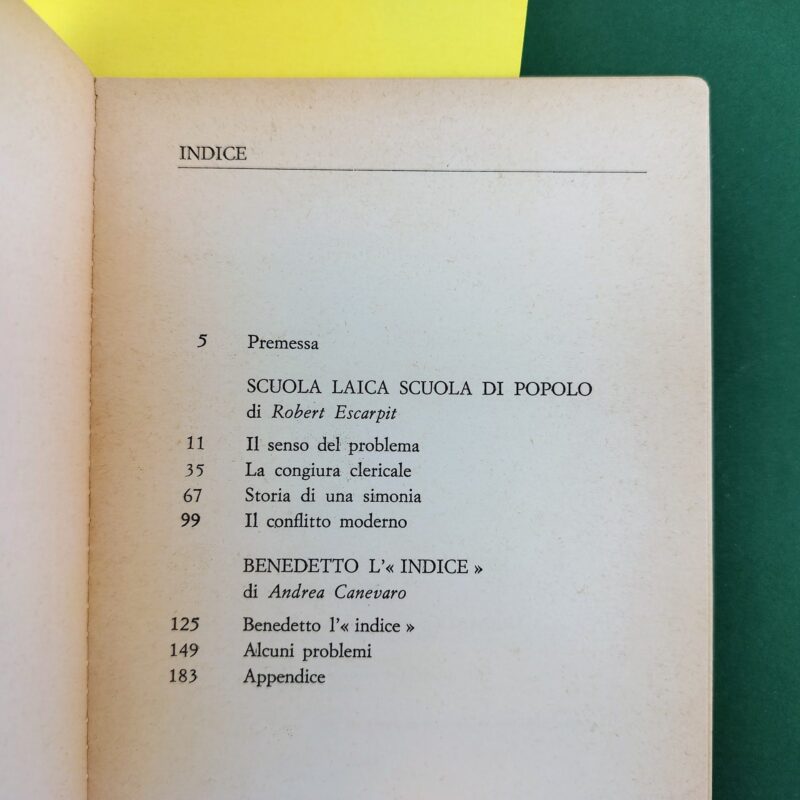 INDICE
5 Premessa
SCUOLA LAICA SCUOLA DI POPOLO
di Robert Escarpit
11 Il senso del problema
35 La congiura clericale
67 Storia di una simonia
99 Il conflitto moderno
BENEDETTO L'« INDICE »
di Andrea Canevaro
125 Benedetto l'« indice »
149 Alcuni problemi
183 Appendice